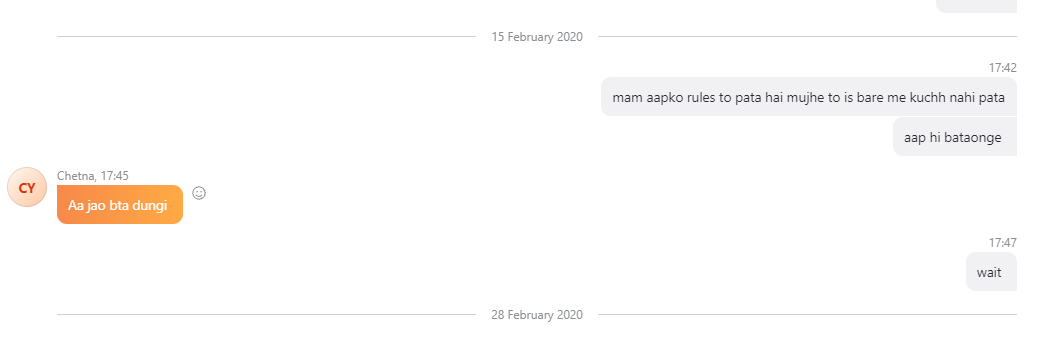 15 February 2020
17:42
mam aapko rules to pata hai mujhe to is bare me kuchh nahi pata
aap hi bataonge
Chetna, 17:45
CY
Aa jao bta dungi
17:47
wait
28 February 2020